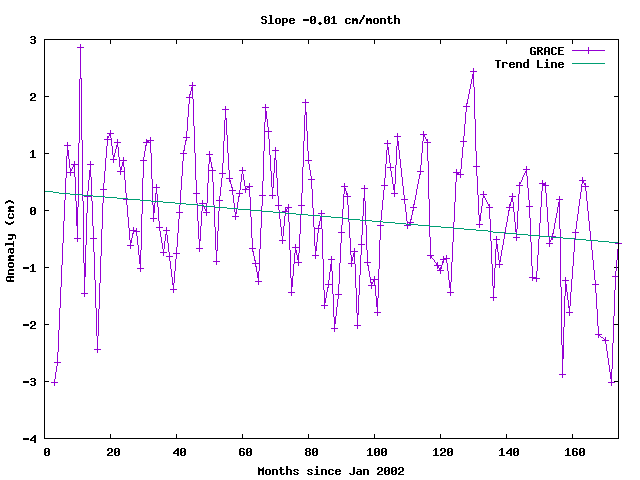 Slope -0.01 cm/month
GRACE
Trend Line
3
2
1
0
-1
-2
-3
-4
Anomaly (cm)
0 20 40 60 80 100 120 140 160
Months since Jan 2002